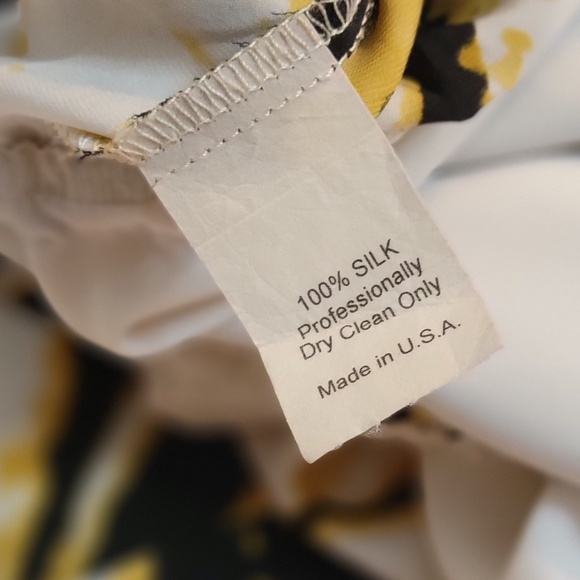 100% SILK
Professionally
Dry Clean Only
Made in U.S.A.